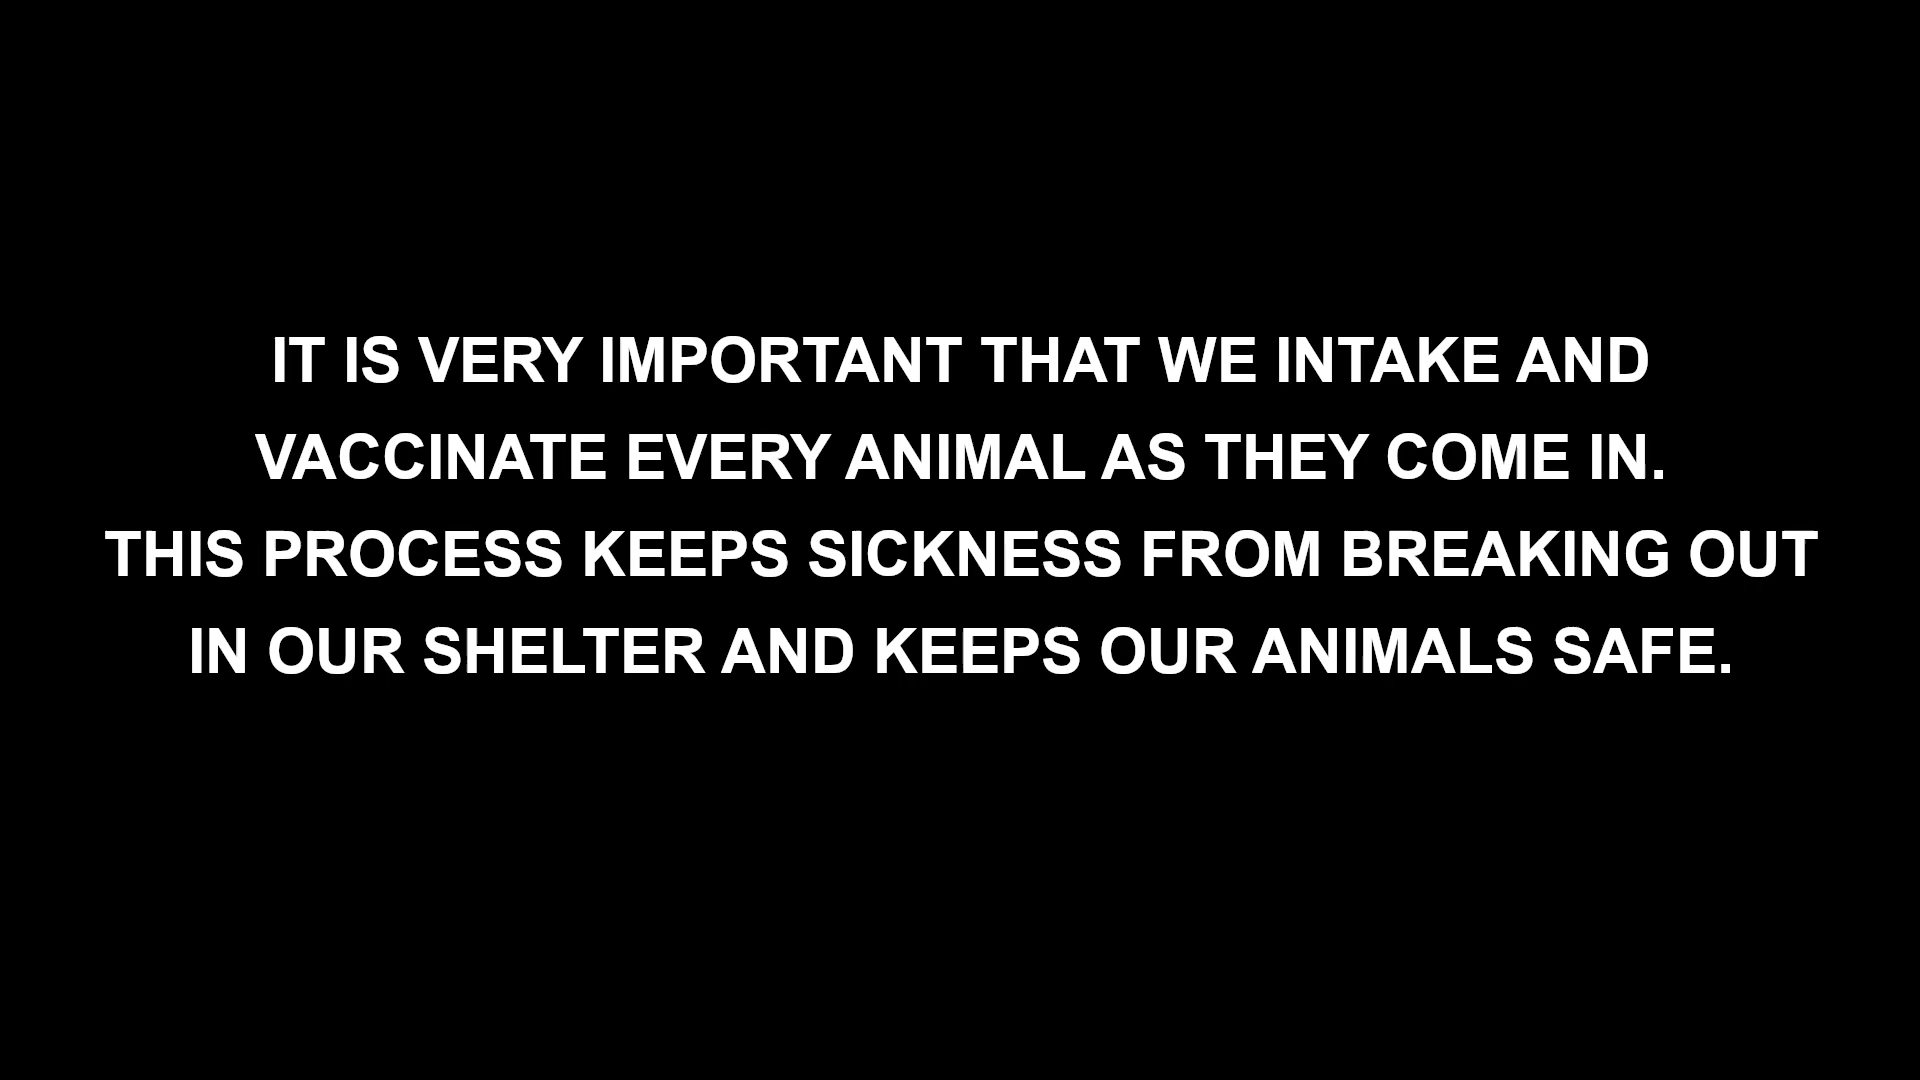 IT IS VERY IMPORTANT THAT WE INTAKE AND
VACCINATE EVERY ANIMAL AS THEY COME IN.
THIS PROCESS KEEPS SICKNESS FROM BREAKING OUT
IN OUR SHELTER AND KEEPS OUR ANIMALS SAFE.